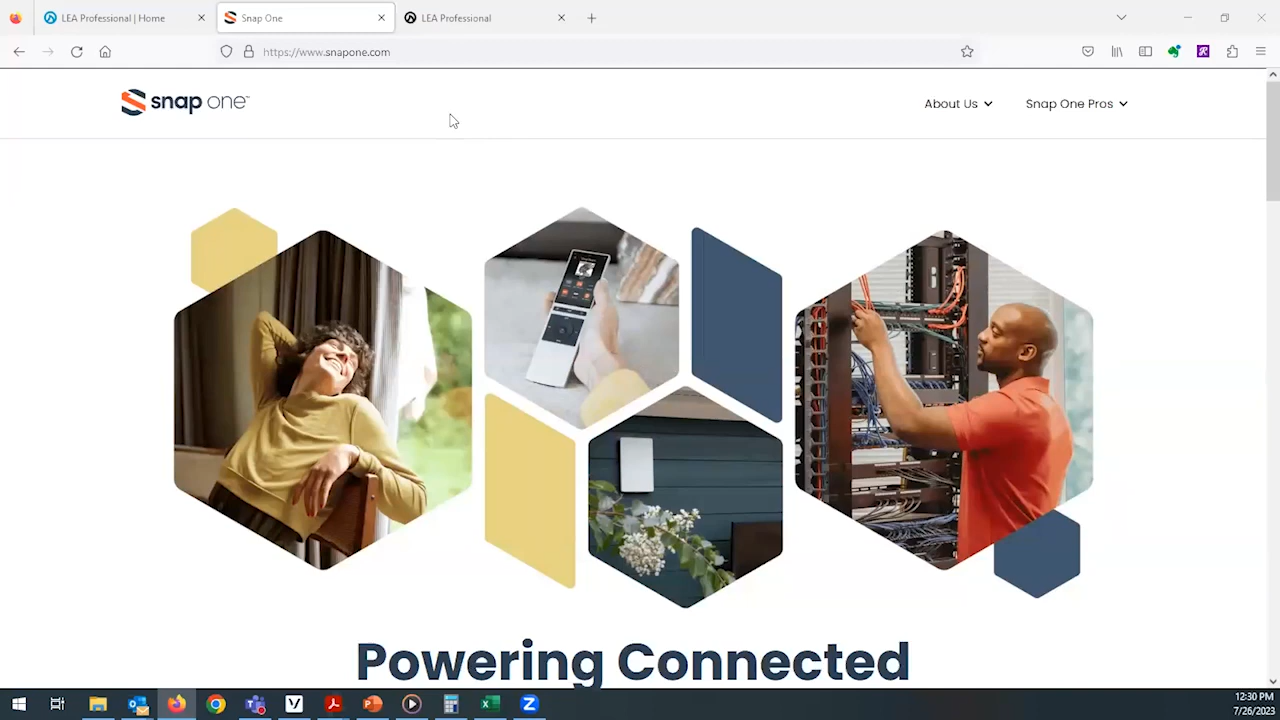 LEA Professional | Home
Snap One
LEA Professional
https://www.snapone.com
snap one™
About Us
Snap One Pros
Powering Connected
12:30 PM
7/26/2023